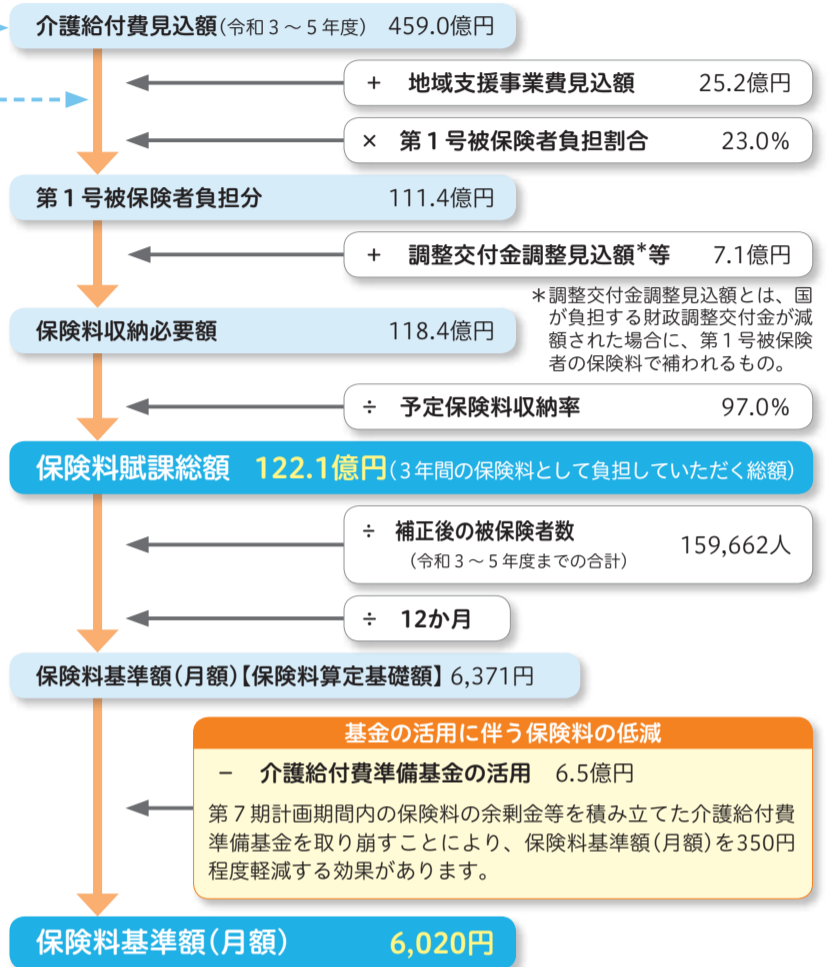 介護給付費見込額(令和3～5年度) 459.0億円
+ 地域支援事業費見込額 25.2億円
× 第1号被保険者負担割合 23.0%
第1号被保険者負担分 111.4億円
+ 調整交付金調整見込額*等 7.1億円
*調整交付金調整見込額とは、国
が負担する財政調整交付金が減
額された場合に、第1号被保険
者の保険料で補われるもの。
保険料収納必要額 118.4億円
÷ 予定保険料収納率 97.0%
保険料賦課総額 122.1億円(3年間の保険料として負担していただく総額)
÷ 補正後の被保険者数 159,662人
(令和3～5年度までの合計)
÷ 12か月
保険料基準額(月額)【保険料算定基礎額】6,371円
基金の活用に伴う保険料の低減
− 介護給付費準備基金の活用 6.5億円
第7期計画期間内の保険料の余剰金等を積み立てた介護給付費
準備基金を取り崩すことにより、保険料基準額(月額)を350円
程度軽減する効果があります。
保険料基準額(月額) 6,020円